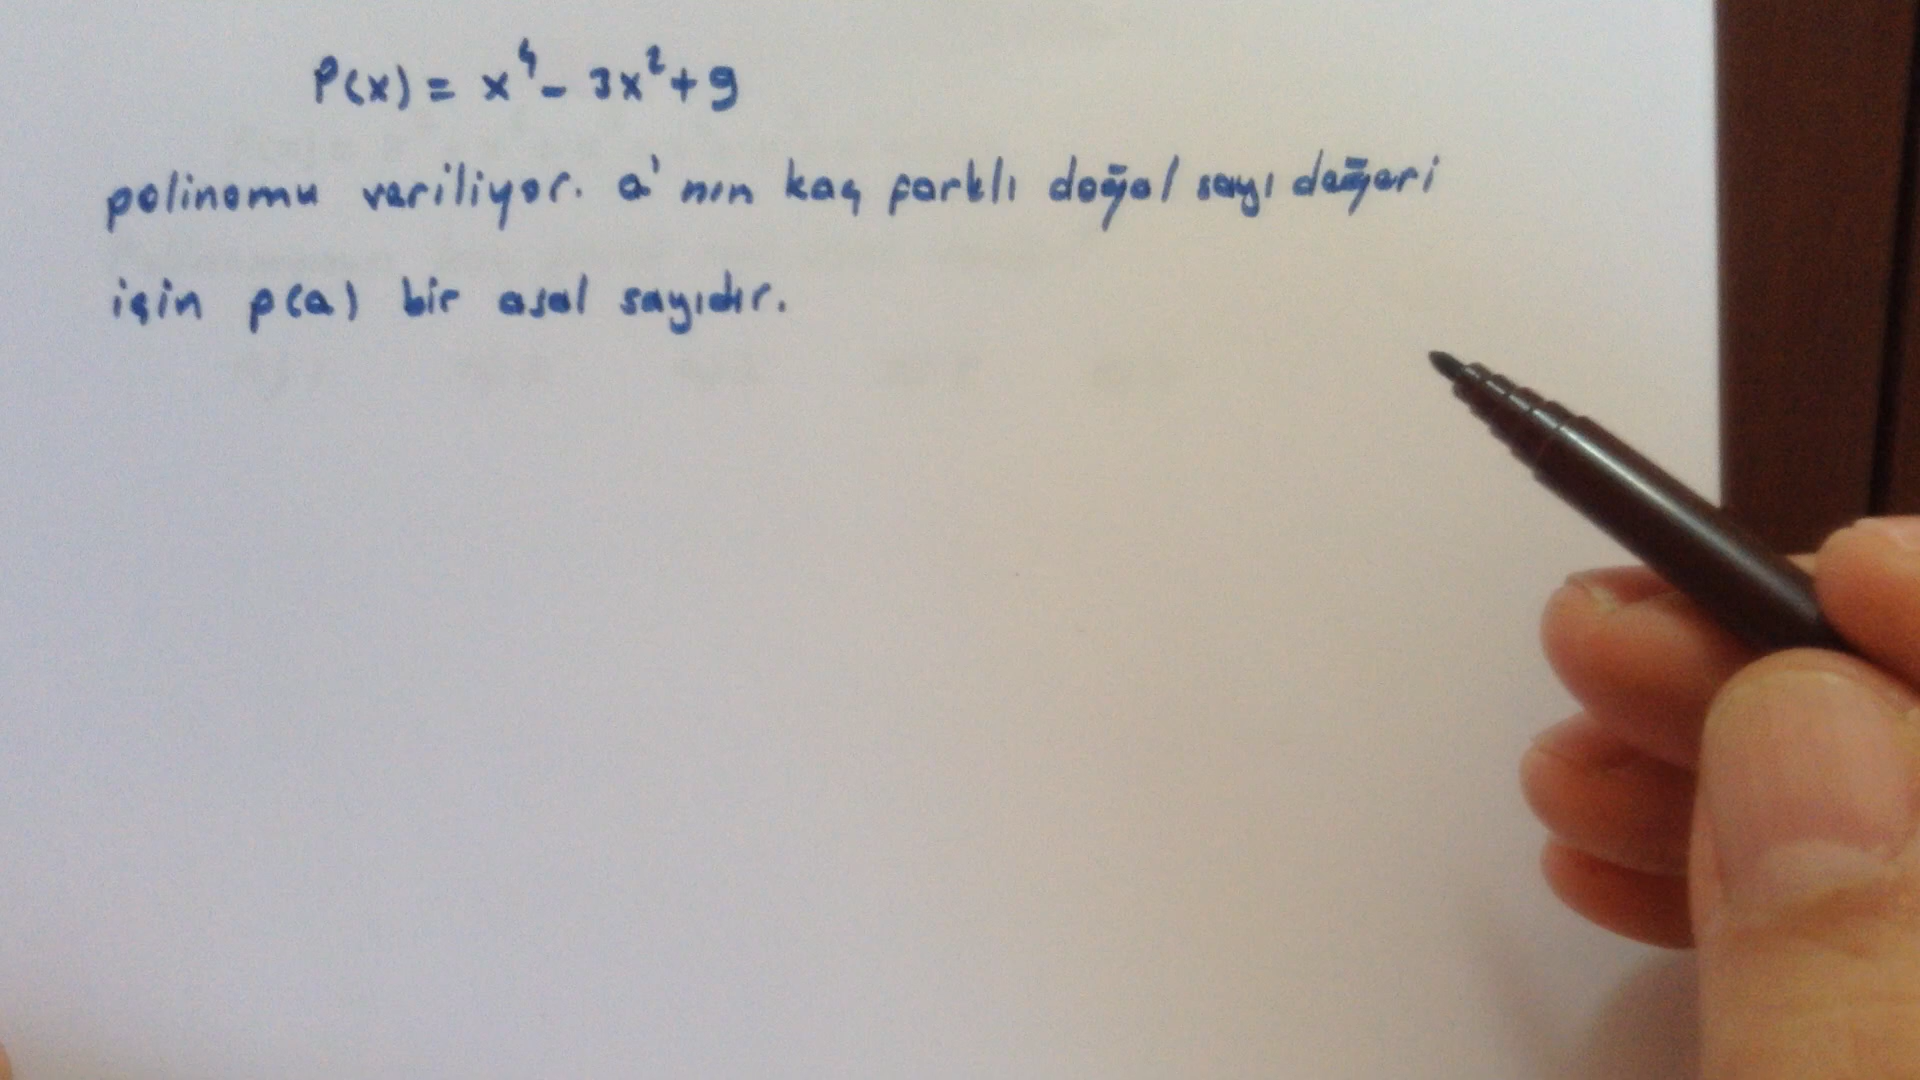 P(x) = x⁴ - 3x² + 9
polinomu veriliyor. a'nın kaç farklı doğal sayı değeri
için p(a) bir asal sayıdır.